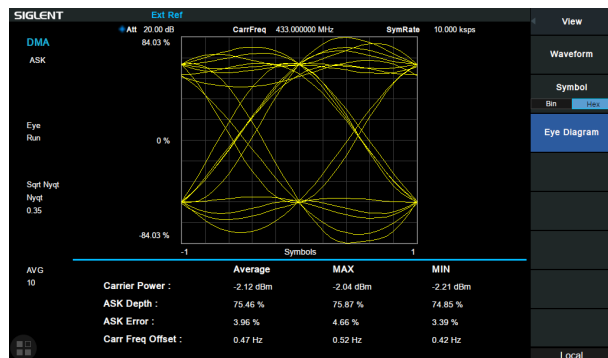 SIGLENT Ext Ref
Att 20.00 dB CarrFreq 433.000000 MHz SymRate 10.000 ksps
DMA
ASK
Eye
Run
Sqrt Nyqt
Nyqt
0.35
AVG
10
84.03 %
0 %
-84.03 %
-1 Symbols 1
Average MAX MIN
Carrier Power : -2.12 dBm -2.04 dBm -2.21 dBm
ASK Depth : 75.46 % 75.87 % 74.85 %
ASK Error : 3.96 % 4.66 % 3.39 %
Carr Freq Offset : 0.47 Hz 0.52 Hz 0.42 Hz
View
Waveform
Symbol
Bin Hex
Eye Diagram
Local